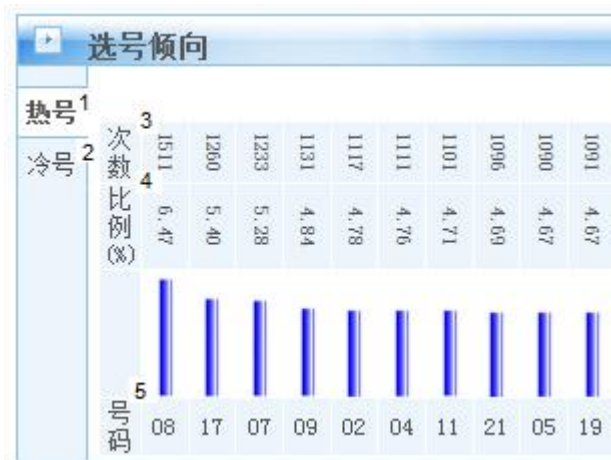 选号倾向
热号1
冷号2
3
次数 1511 1260 1233 1131 1117 1111 1101 1096 1090 1091
4
比例(%) 6.47 5.40 5.28 4.84 4.78 4.76 4.71 4.69 4.67 4.67
5
号码 08 17 07 09 02 04 11 21 05 19